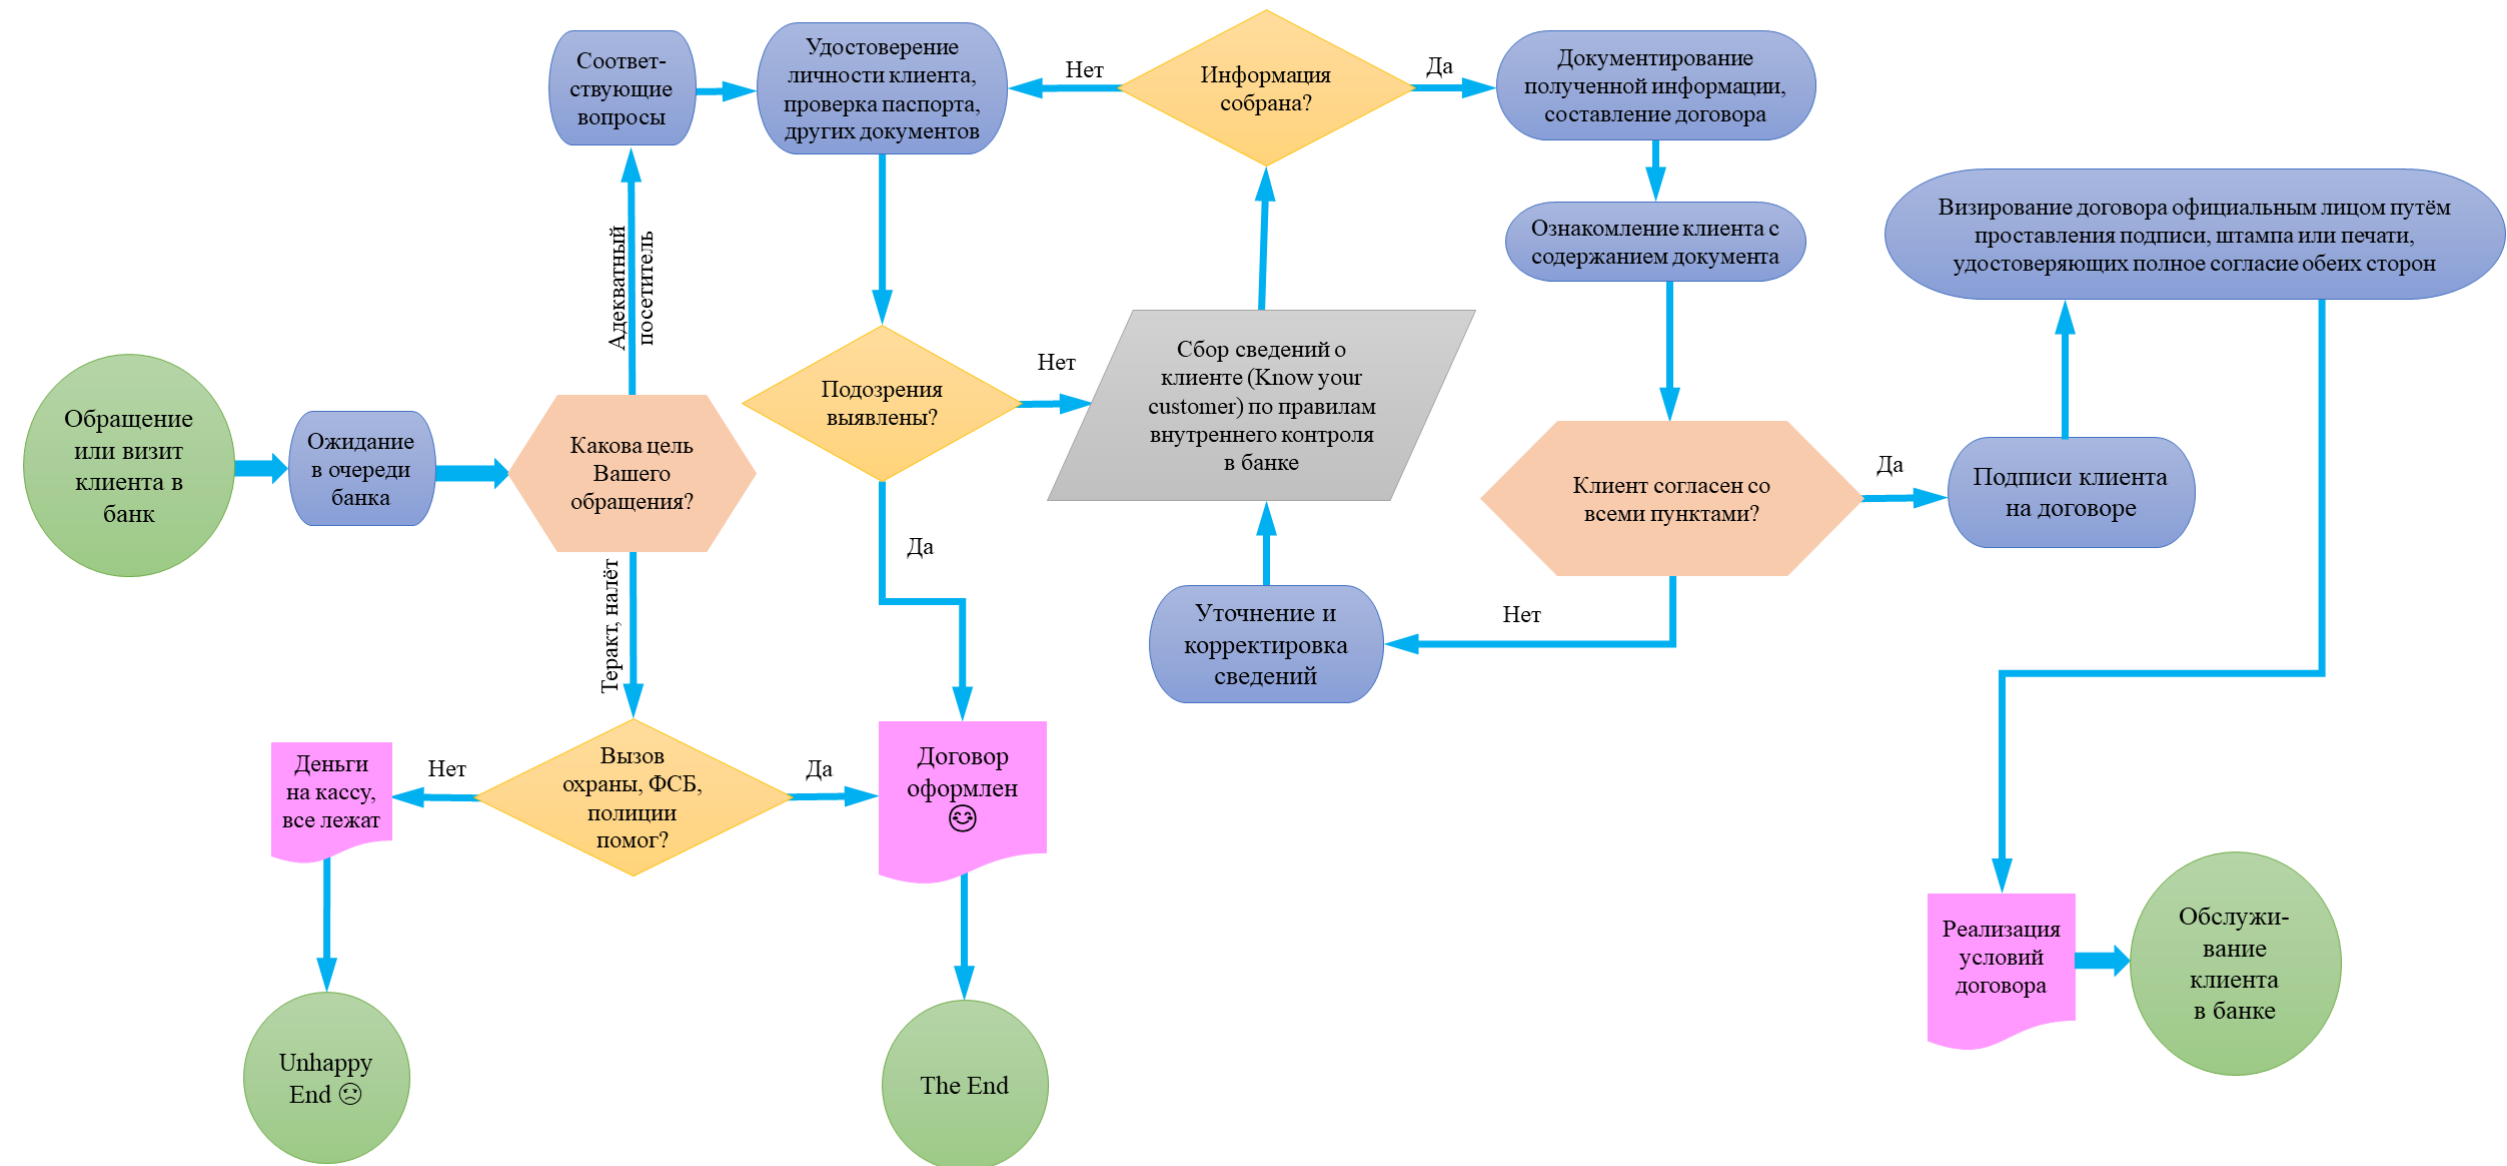 Обращение
или визит
клиента в
банк
Ожидание
в очереди
банка
Какова цель
Вашего
обращения?
Адекватный
посетитель
Соответ-
ствующие
вопросы
Удостоверение
личности клиента,
проверка паспорта,
других документов
Подозрения
выявлены?
Нет
Да
Сбор сведений о
клиенте (Know your
customer) по правилам
внутреннего контроля
в банке
Информация
собрана?
Нет
Да
Документирование
полученной информации,
составление договора
Ознакомление клиента с
содержанием документа
Клиент согласен со
всеми пунктами?
Нет
Уточнение и
корректировка
сведений
Да
Подписи клиента
на договоре
Визирование договора официальным лицом путём
проставления подписи, штампа или печати,
удостоверяющих полное согласие обеих сторон
Реализация
условий
договора
Обслужи-
вание
клиента
в банке
Теракт, налёт
Вызов
охраны, ФСБ,
полиции
помог?
Нет
Деньги
на кассу,
все лежат
Unhappy
End
Да
Договор
оформлен
The End